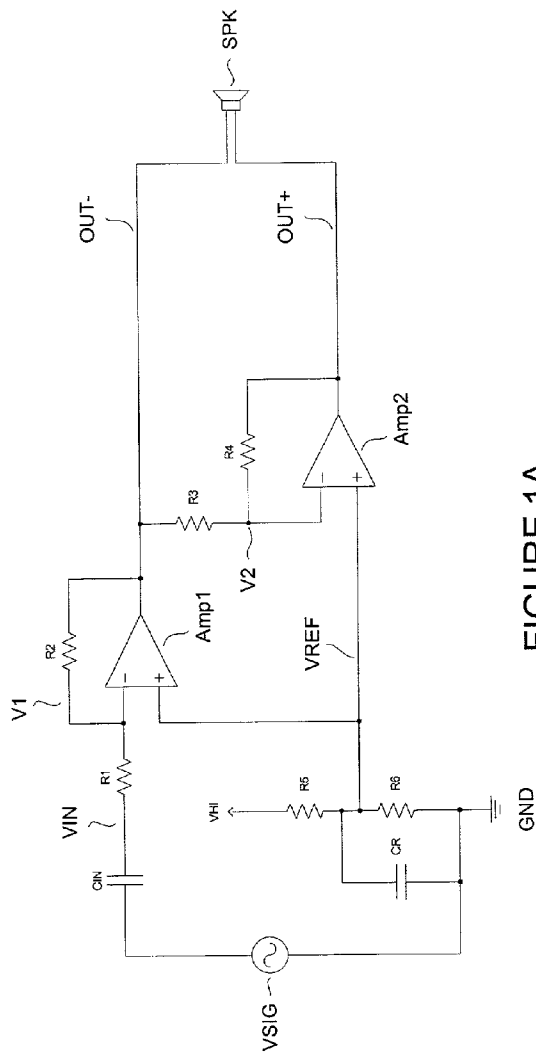 OUT-
SPK
R2
V1
Amp1
R3
R4
V2
OUT+
Amp2
VIN
R1
CIN
VREF
VHI
R5
R6
CR
VSIG
GND
- +
- +
FIGURE 1A